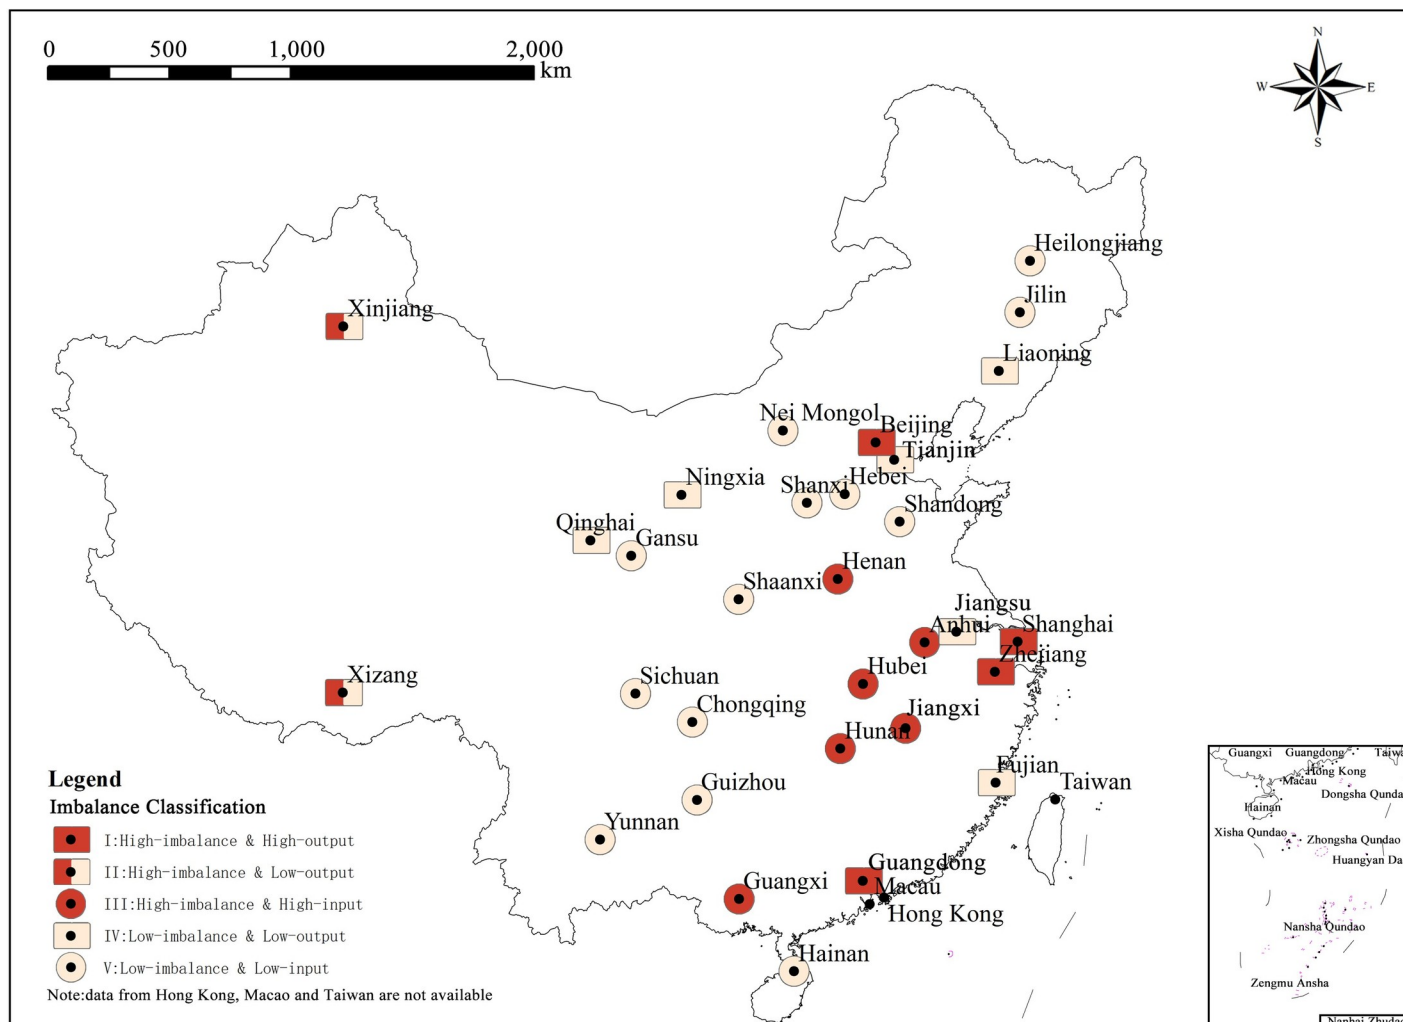 0 500 1,000 2,000
km
N
W E
S
Heilongjiang
Jilin
Xinjiang
Liaoning
Nei Mongol
Beijing
Tianjin
Ningxia
Shanxi
Hebei
Shandong
Qinghai
Gansu
Henan
Shaanxi
Jiangsu
Anhui
Shanghai
Zhejiang
Hubei
Xizang
Sichuan
Chongqing
Jiangxi
Hunan
Fujian
Taiwan
Guizhou
Yunnan
Guangdong
Guangxi
Macau
Hong Kong
Hainan
Legend
Imbalance Classification
I:High-imbalance & High-output
II:High-imbalance & Low-output
III:High-imbalance & High-input
IV:Low-imbalance & Low-output
V:Low-imbalance & Low-input
Note:data from Hong Kong, Macao and Taiwan are not available
Guangxi Guangdong Taiwa
Hong Kong
Macau
Dongsha Qunda
Hainan
Xisha Qundao
Zhongsha Qundao
Huangyan Da
Nansha Qundao
Zengmu Ansha
Nanhai Zhudao